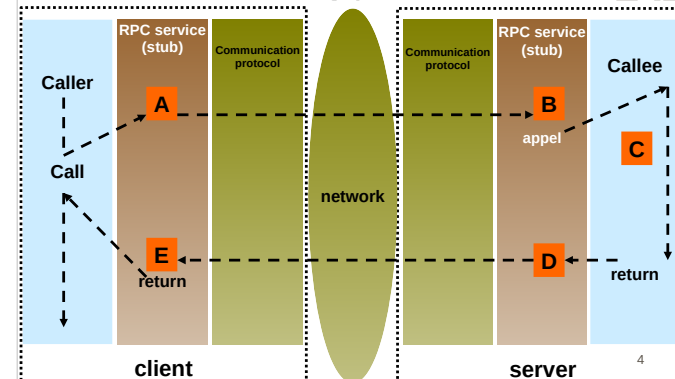 RPC service
(stub)
Communication
protocol
Communication
protocol
RPC service
(stub)
Callee
Caller
A
B
appel
C
Call
network
E
return
D
return
client
server
4